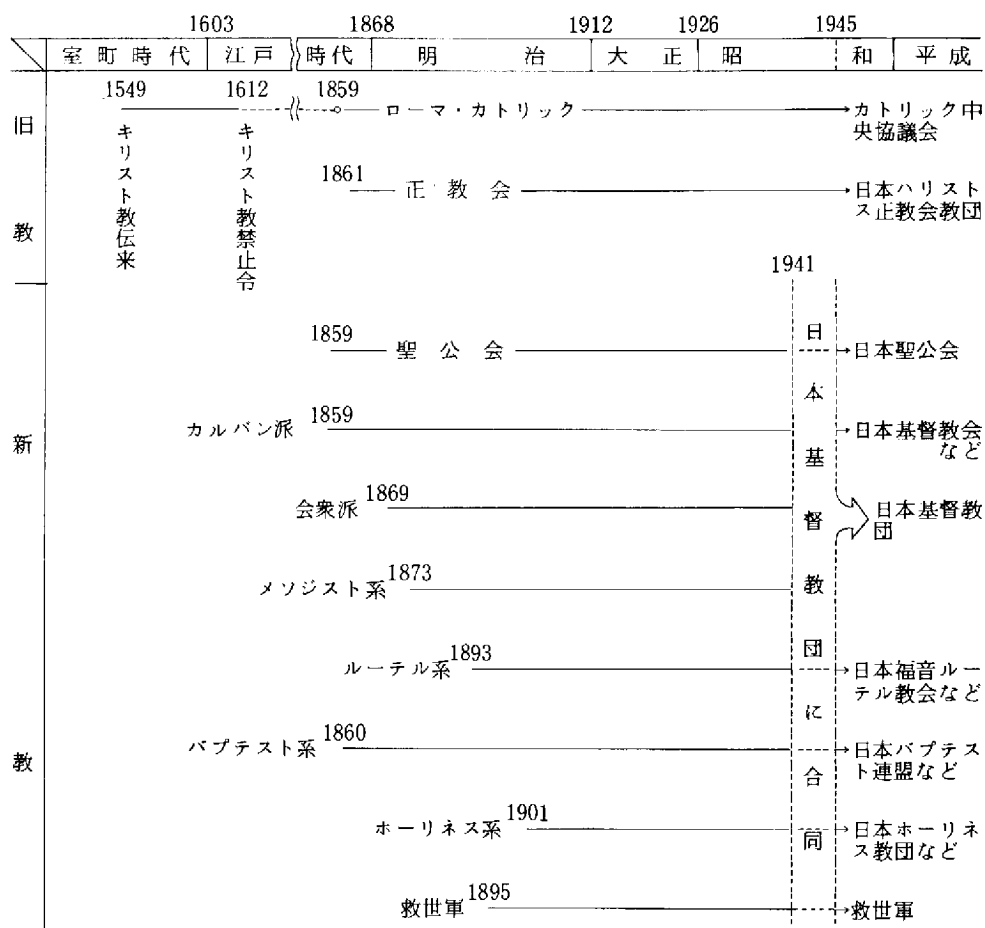 1603 1868 1912 1926 1945
室町時代 江戸 時代 明治 大正 昭和 平成
旧教
1549 1612 1859
キリスト教伝来
キリスト教禁止令
ローマ・カトリック
カトリック中
央協議会
1861
正教会
日本ハリスト
ス正教会教団
1941
新教
日本基督教団に合同
1859
聖公会
日本聖公会
カルバン派
1859
日本基督教会
など
会衆派
1869
日本基督教
団
メソジスト系
1873
ルーテル系
1893
日本福音ルー
テル教会など
バプテスト系
1860
日本バプテス
ト連盟など
ホーリネス系
1901
日本ホーリネ
ス教団など
救世軍
1895
救世軍